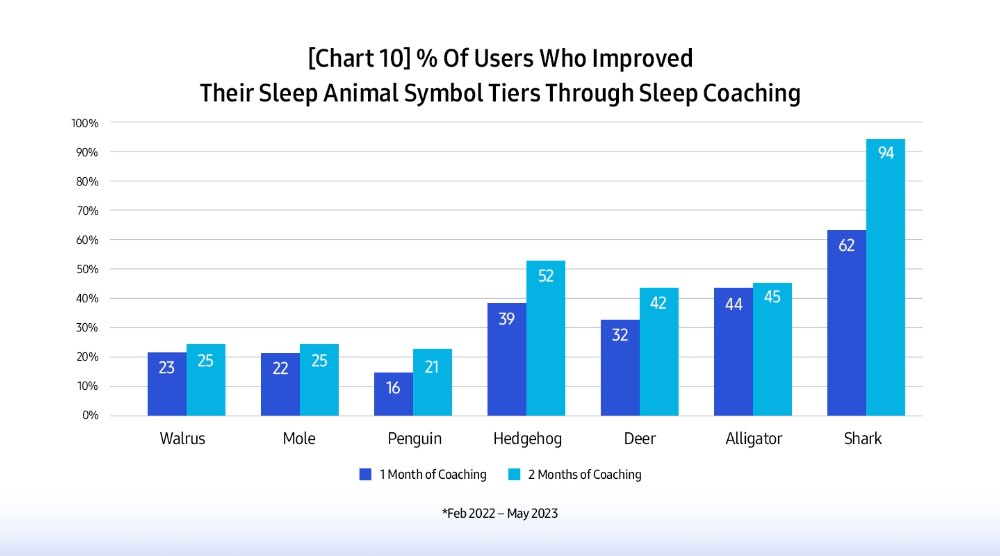 [Chart 10] % Of Users Who Improved
Their Sleep Animal Symbol Tiers Through Sleep Coaching
100%
90%
80%
70%
60%
50%
40%
30%
20%
10%
0%
23
25
22
25
16
21
39
52
32
42
44
45
62
94
Walrus
Mole
Penguin
Hedgehog
Deer
Alligator
Shark
1 Month of Coaching
2 Months of Coaching
*Feb 2022 – May 2023